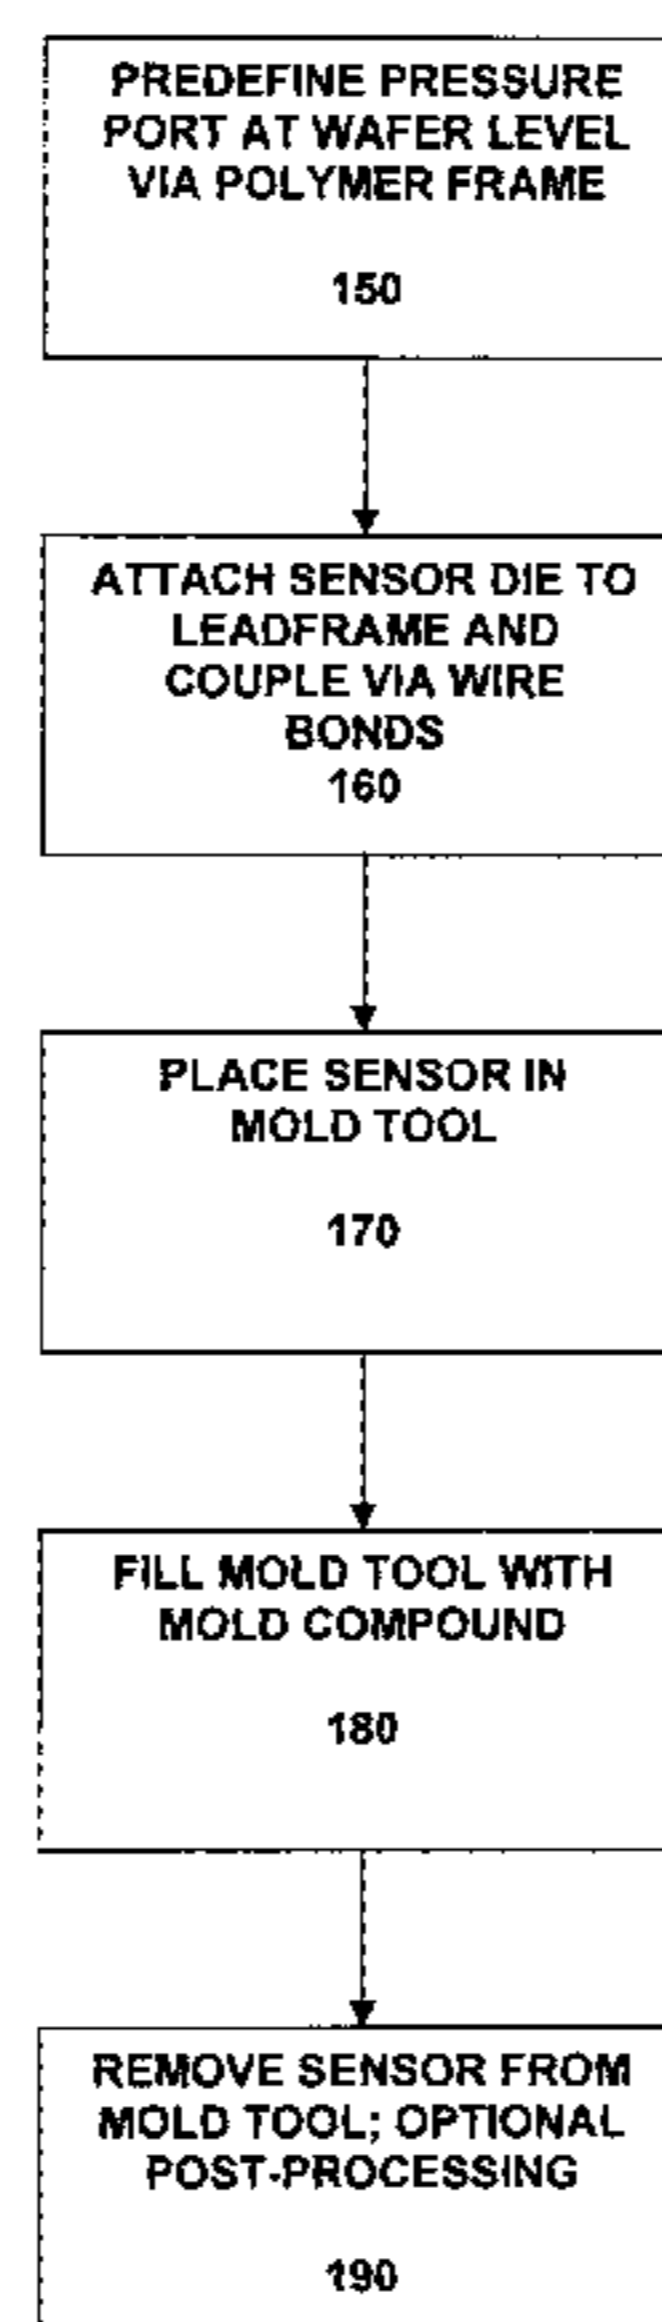 PREDEFINE PRESSURE
PORT AT WAFER LEVEL
VIA POLYMER FRAME
150
ATTACH SENSOR DIE TO
LEADFRAME AND
COUPLE VIA WIRE
BONDS
160
PLACE SENSOR IN
MOLD TOOL
170
FILL MOLD TOOL WITH
MOLD COMPOUND
180
REMOVE SENSOR FROM
MOLD TOOL; OPTIONAL
POST-PROCESSING
190